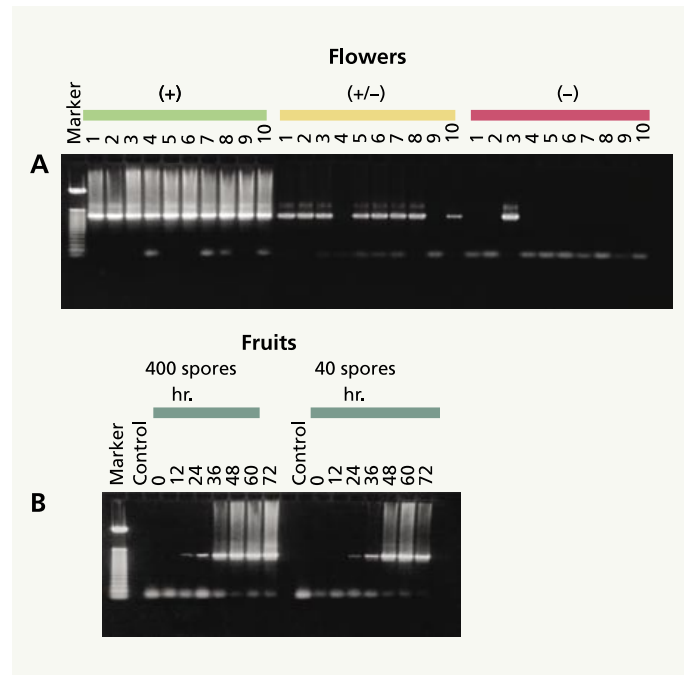 Flowers
(+) (+/–) (–)
Marker 1 2 3 4 5 6 7 8 9 10 1 2 3 4 5 6 7 8 9 10 1 2 3 4 5 6 7 8 9 10
A
Fruits
400 spores 40 spores
hr. hr.
Marker Control 0 12 24 36 48 60 72 Control 0 12 24 36 48 60 72
B